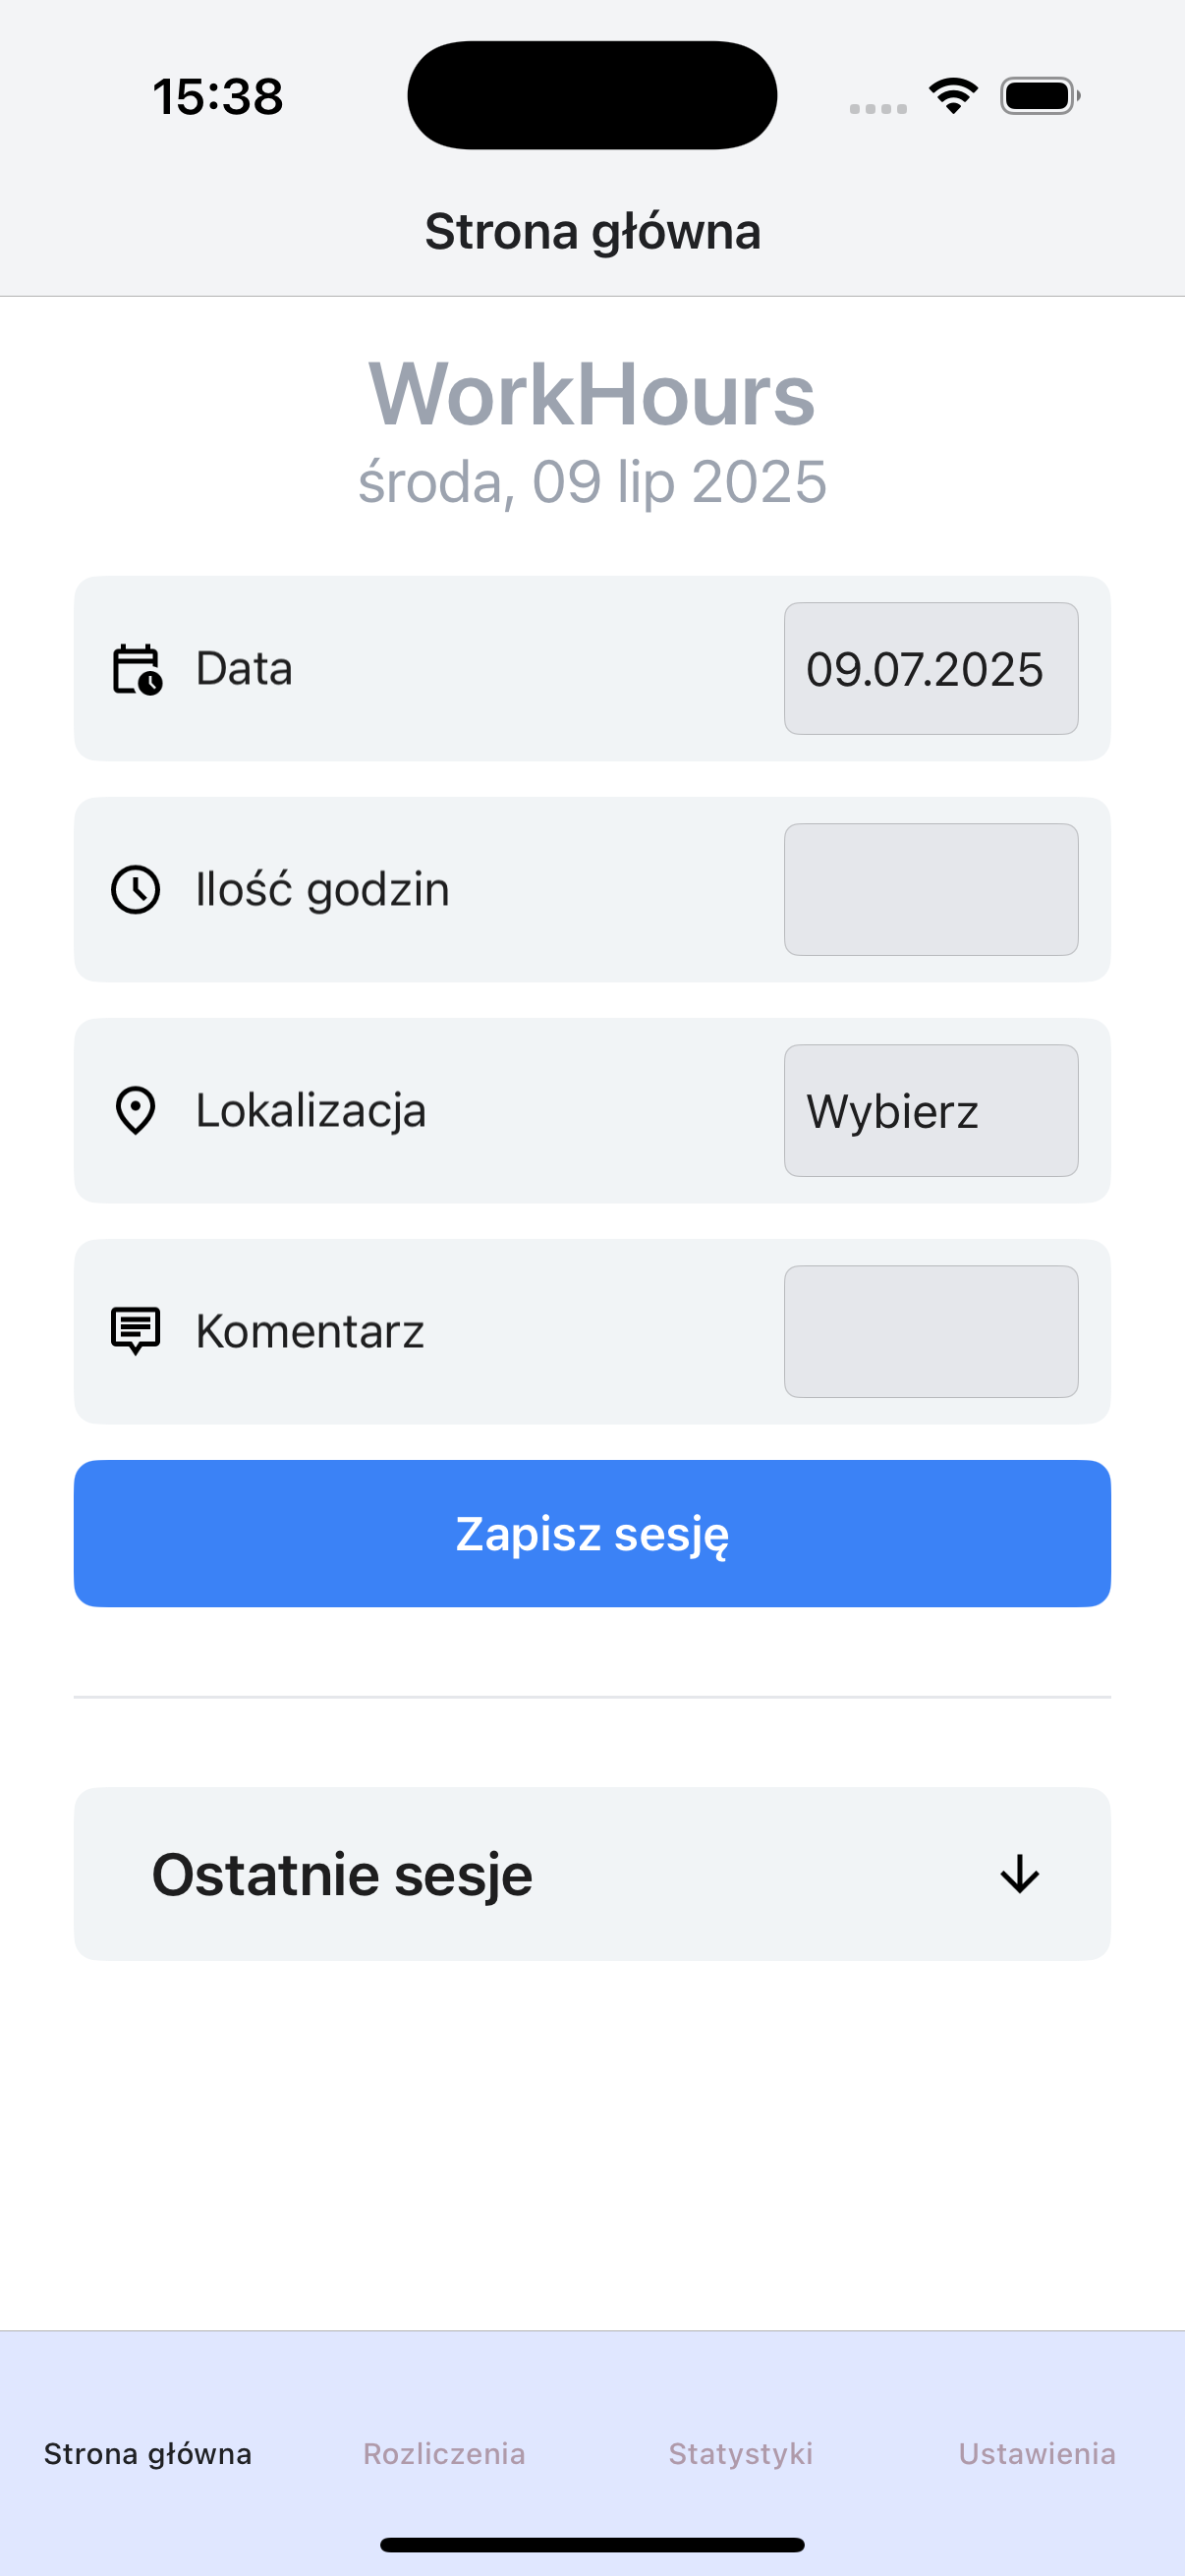 15:38
Strona główna
WorkHours
środa, 09 lip 2025
Data
09.07.2025
Ilość godzin
Lokalizacja
Wybierz
Komentarz
Zapisz sesję
Ostatnie sesje
Strona główna
Rozliczenia
Statystyki
Ustawienia